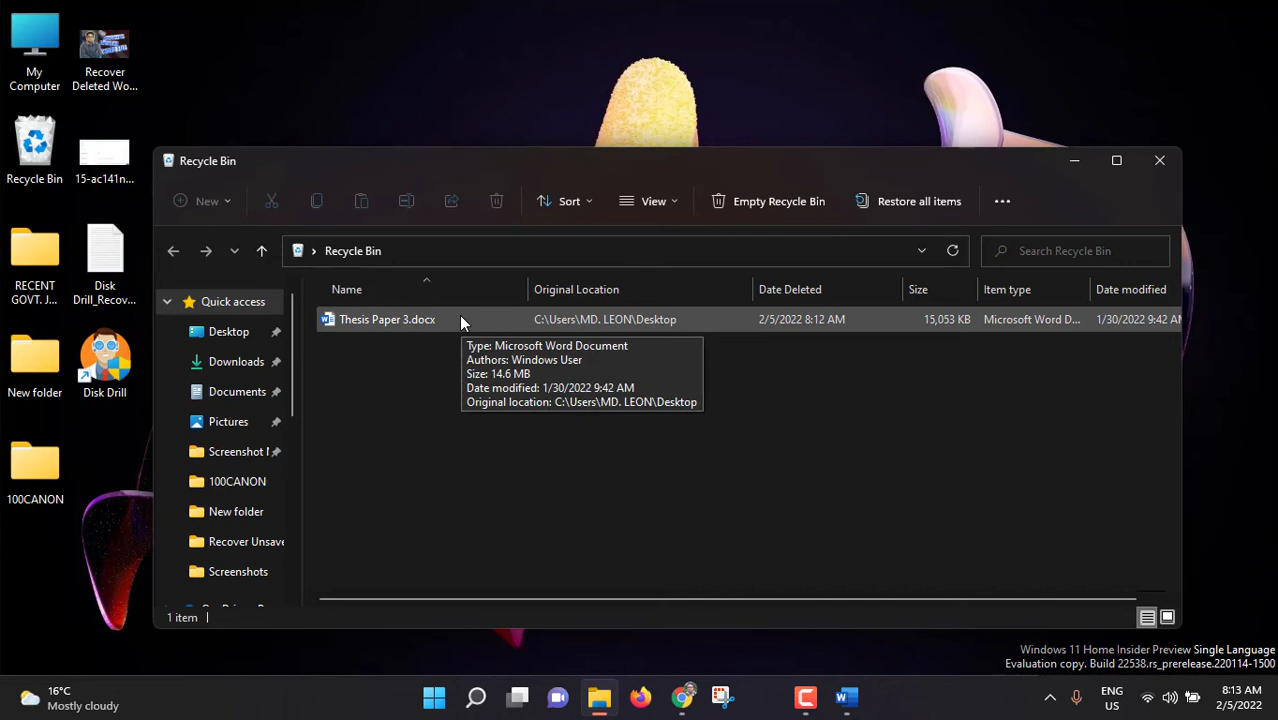 My
Computer
Recover
Deleted Wo...
Recycle Bin
15-ac141n...
RECENT
GOVT. J...
Disk
Drill_Recov...
New folder
Disk Drill
100CANON
Recycle Bin
New
Sort
View
Empty Recycle Bin
Restore all items
Recycle Bin
Search Recycle Bin
Quick access
Desktop
Downloads
Documents
Pictures
Screenshot
100CANON
New folder
Recover Unsave
Screenshots
Name Original Location Date Deleted Size Item type Date modified
Thesis Paper 3.docx C:\Users\MD. LEON\Desktop 2/5/2022 8:12 AM 15,053 KB Microsoft Word D... 1/30/2022 9:42 AM
Type: Microsoft Word Document
Authors: Windows User
Size: 14.6 MB
Date modified: 1/30/2022 9:42 AM
Original location: C:\Users\MD. LEON\Desktop
1 item
Windows 11 Home Insider Preview Single Language
Evaluation copy. Build 22538.rs_prerelease.220114-1500
16°C
Mostly cloudy
ENG
US
8:13 AM
2/5/2022